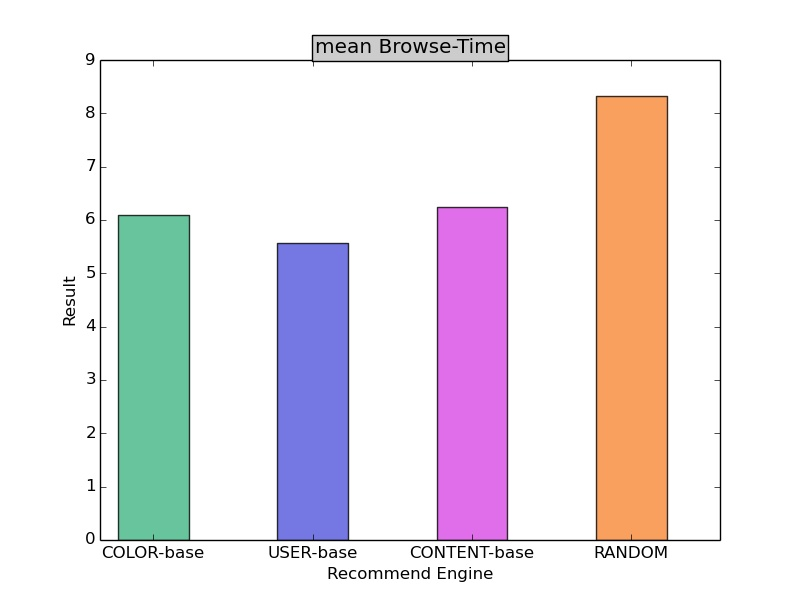 mean Browse-Time
9
8
7
6
5
4
3
2
1
0
Result
COLOR-base USER-base CONTENT-base RANDOM
Recommend Engine